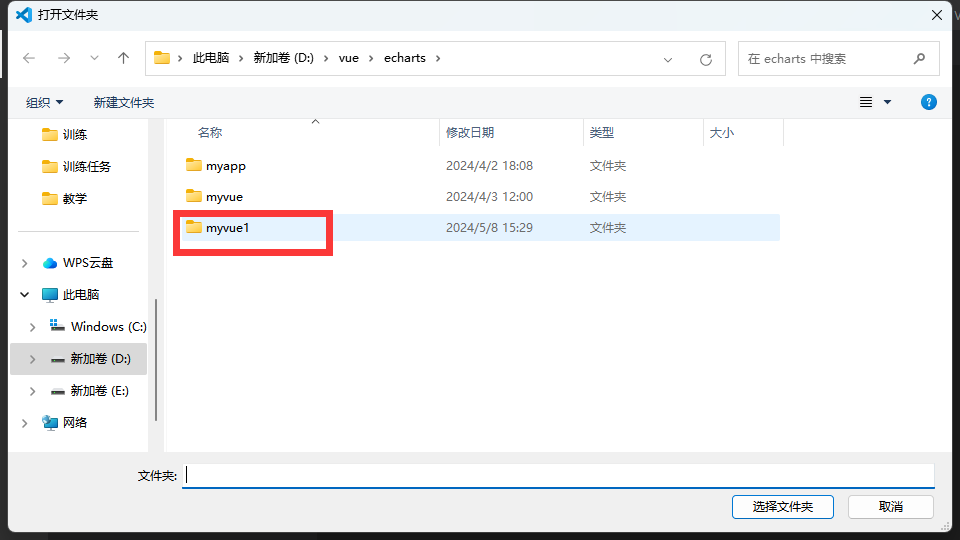 打开文件夹
此电脑 新加卷 (D:) vue echarts
在 echarts 中搜索
组织 新建文件夹
训练
训练任务
教学
WPS云盘
此电脑
Windows (C:)
新加卷 (D:)
新加卷 (E:)
网络
名称 修改日期 类型 大小
myapp 2024/4/2 18:08 文件夹
myvue 2024/4/3 12:00 文件夹
myvue1 2024/5/8 15:29 文件夹
文件夹:
选择文件夹 取消